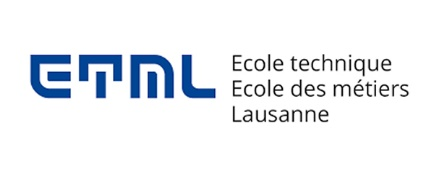 ETML
Ecole technique
Ecole des métiers
Lausanne